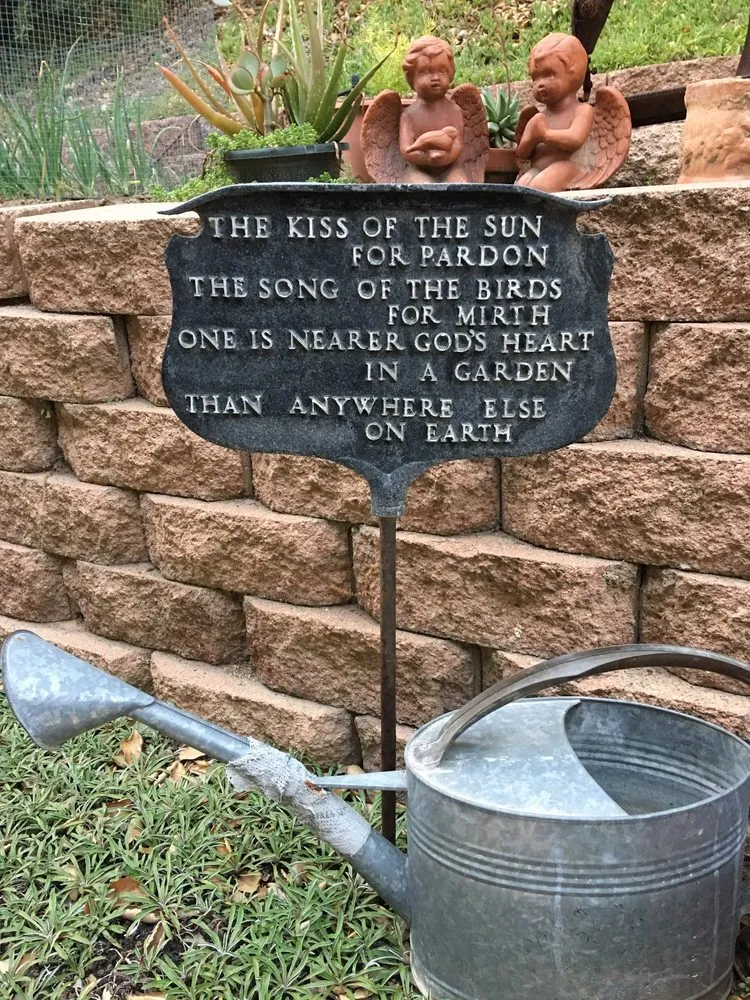 THE KISS OF THE SUN
FOR PARDON
THE SONG OF THE BIRDS
FOR MIRTH
ONE IS NEARER GOD'S HEART
IN A GARDEN
THAN ANYWHERE ELSE
ON EARTH